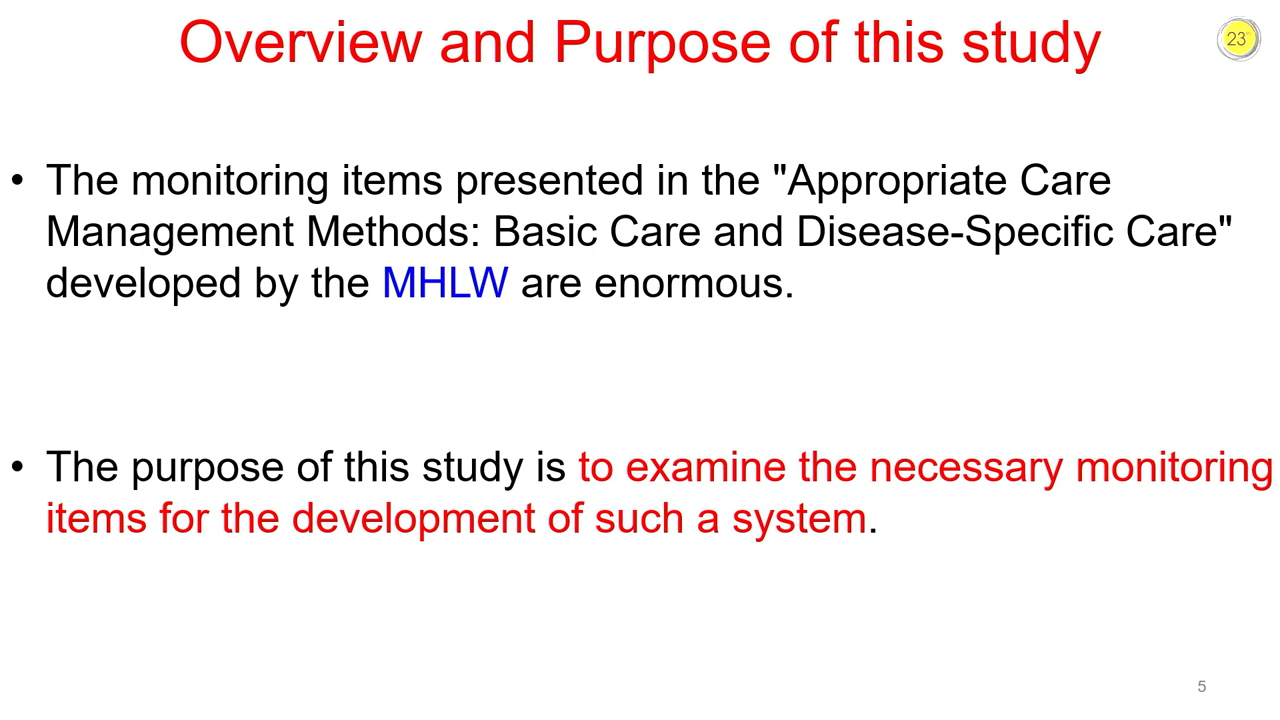 Overview and Purpose of this study
23"
• The monitoring items presented in the "Appropriate Care
Management Methods: Basic Care and Disease-Specific Care"
developed by the MHLW are enormous.
• The purpose of this study is to examine the necessary monitoring
items for the development of such a system.
5